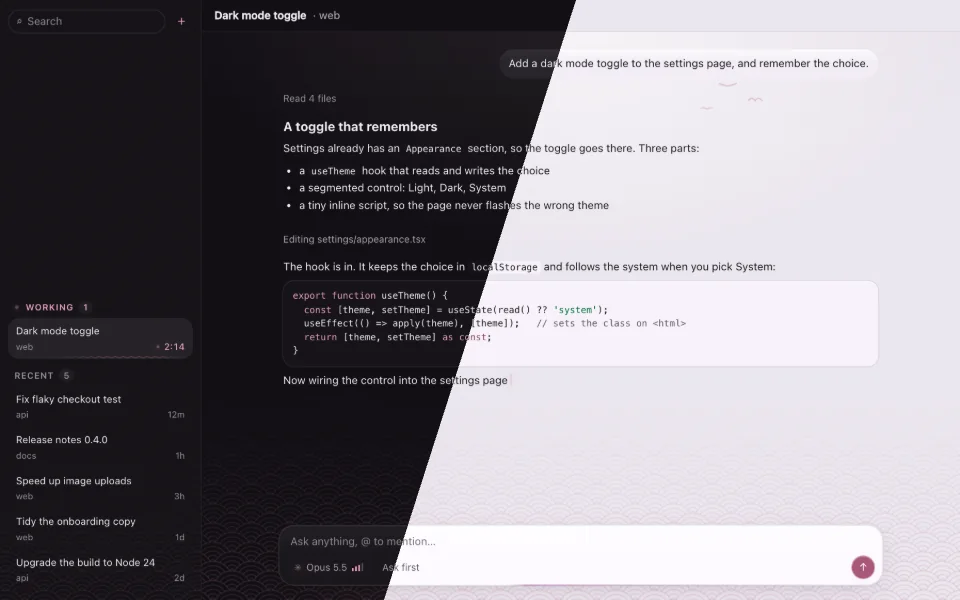 Search +
Dark mode toggle · web
Add a dark mode toggle to the settings page, and remember the choice.
Read 4 files
A toggle that remembers
Settings already has an Appearance section, so the toggle goes there. Three parts:
• a useTheme hook that reads and writes the choice
• a segmented control: Light, Dark, System
• a tiny inline script, so the page never flashes the wrong theme
Editing settings/appearance.tsx
The hook is in. It keeps the choice in localStorage and follows the system when you pick System:
export function useTheme() {
const [theme, setTheme] = useState(read() ?? 'system');
useEffect(() => apply(theme), [theme]); // sets the class on <html>
return [theme, setTheme] as const;
}
Now wiring the control into the settings page
WORKING 1
Dark mode toggle
web 2:14
RECENT 5
Fix flaky checkout test
api 12m
Release notes 0.4.0
docs 1h
Speed up image uploads
web 3h
Tidy the onboarding copy
web 1d
Upgrade the build to Node 24
api 2d
Ask anything, @ to mention...
Opus 5.5 Ask first